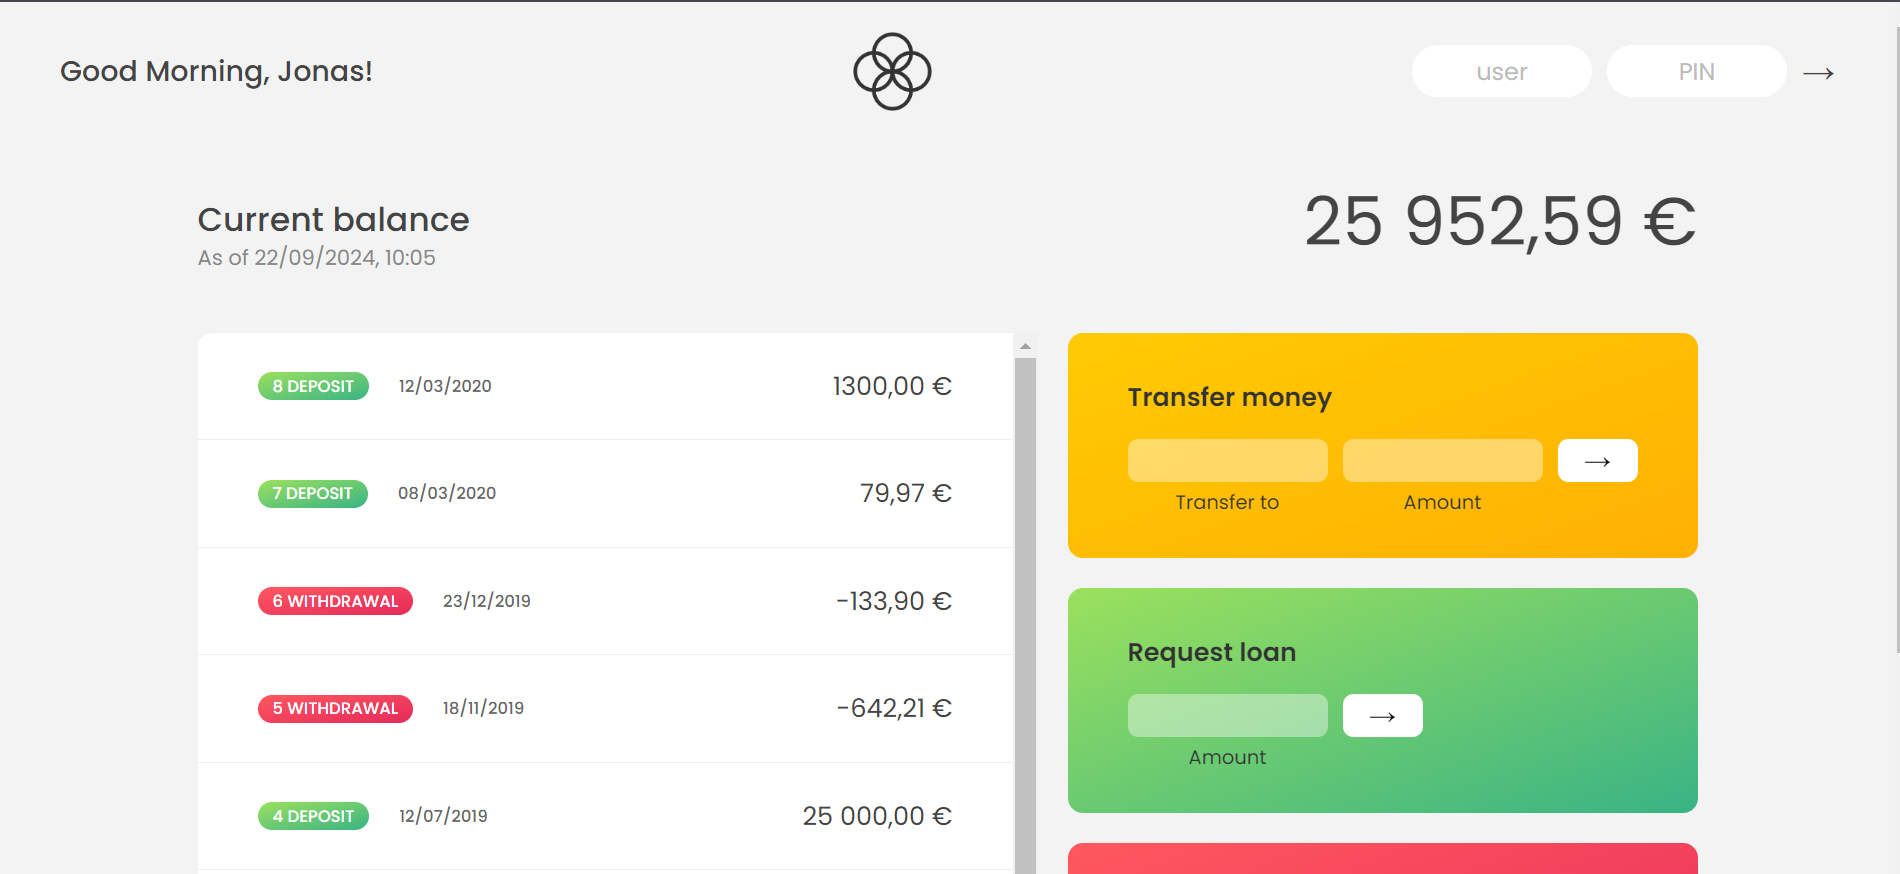 Good Morning, Jonas!
user
PIN
→
Current balance
As of 22/09/2024, 10:05
25 952,59 €
8 DEPOSIT 12/03/2020 1300,00 €
7 DEPOSIT 08/03/2020 79,97 €
6 WITHDRAWAL 23/12/2019 -133,90 €
5 WITHDRAWAL 18/11/2019 -642,21 €
4 DEPOSIT 12/07/2019 25 000,00 €
Transfer money
→
Transfer to Amount
Request loan
→
Amount